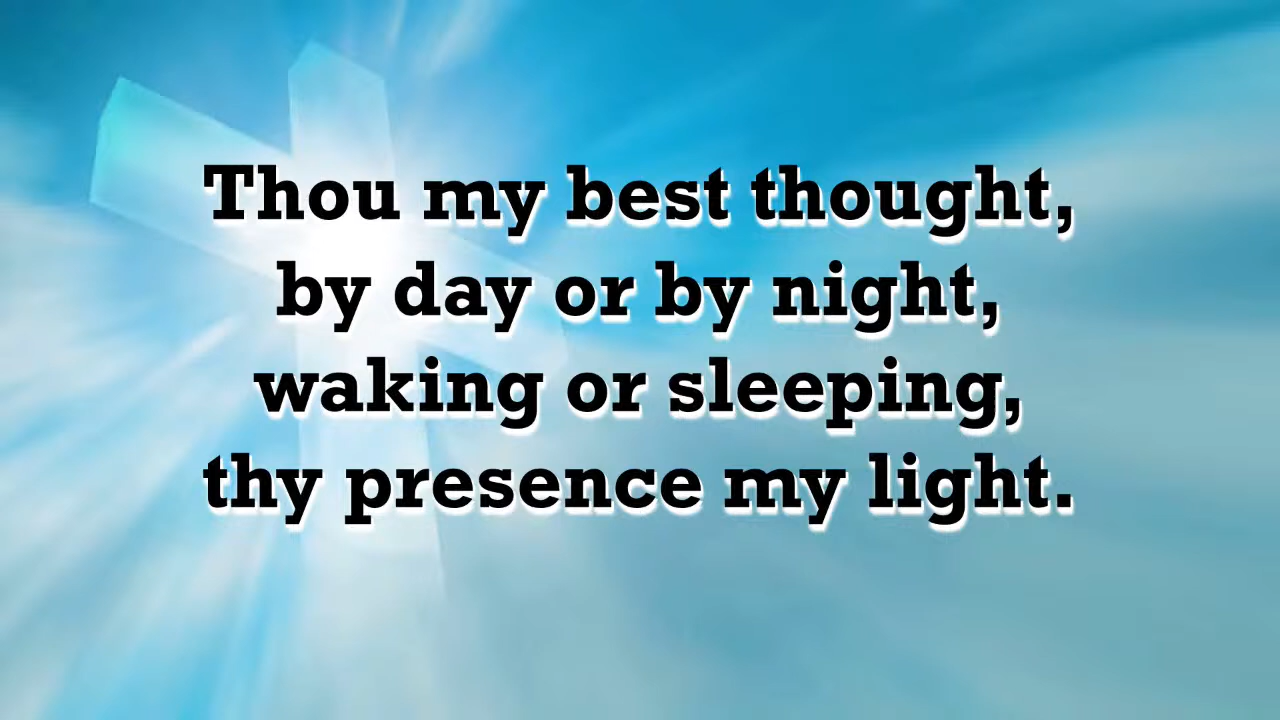 Thou my best thought,
by day or by night,
waking or sleeping,
thy presence my light.